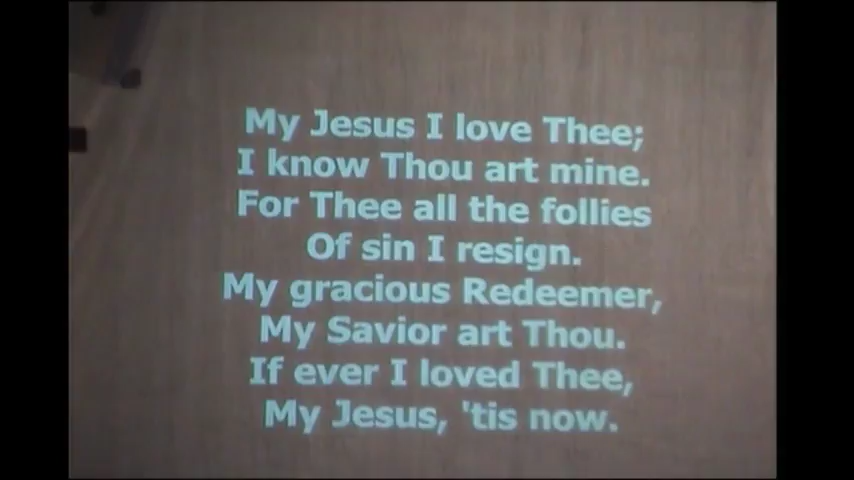 My Jesus I love Thee;
I know Thou art mine.
For Thee all the follies
Of sin I resign.
My gracious Redeemer,
My Savior art Thou.
If ever I loved Thee,
My Jesus, 'tis now.